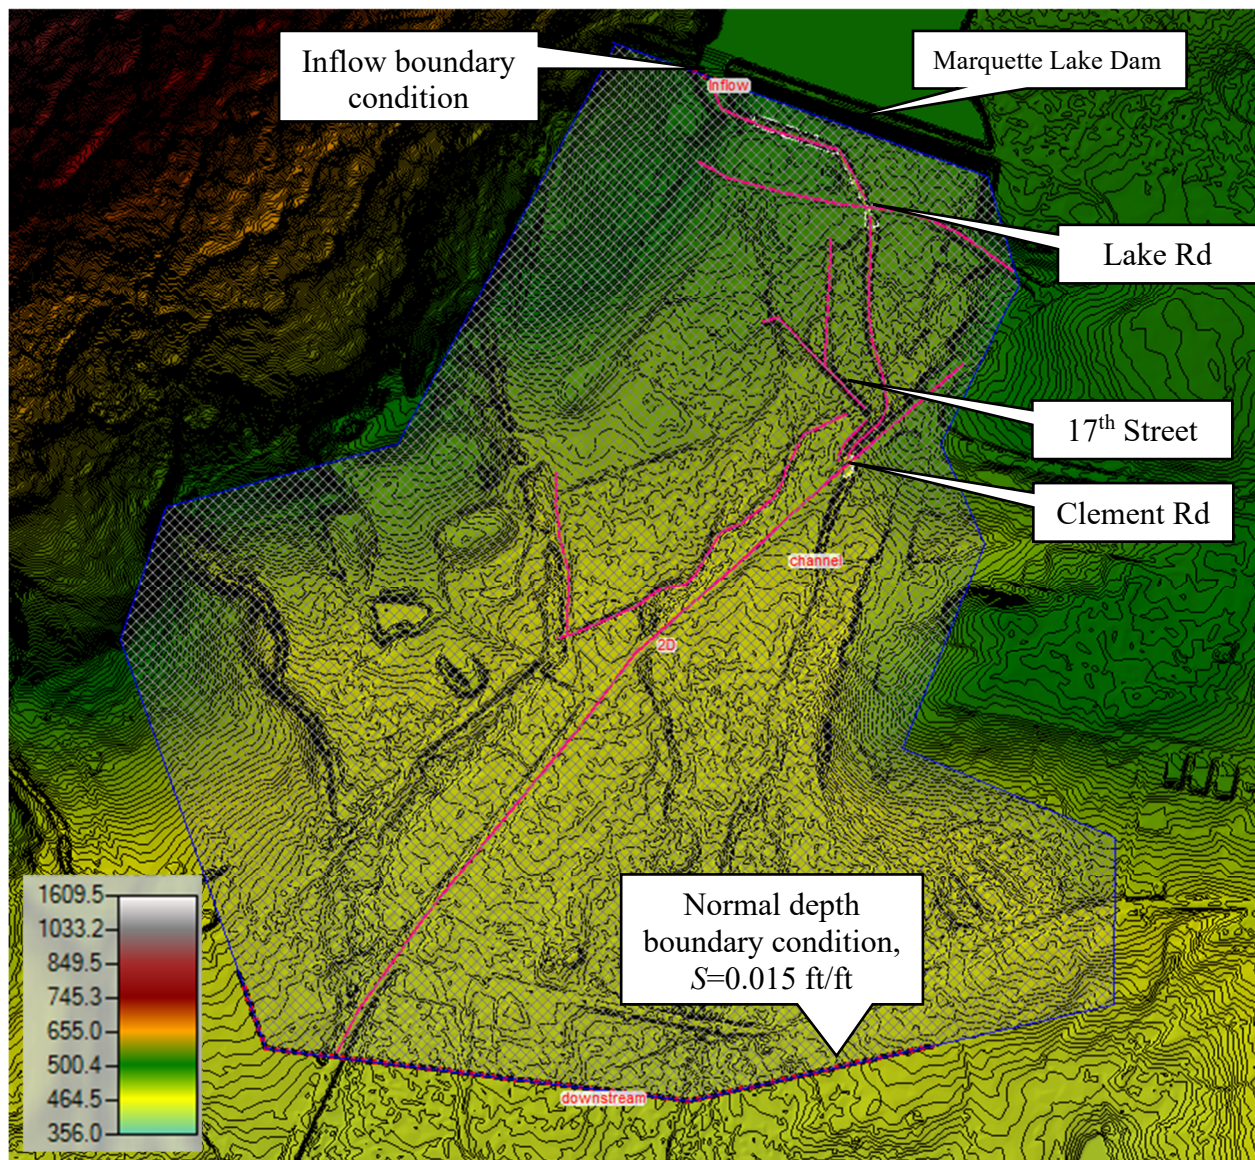 Inflow boundary
condition
Marquette Lake Dam
inflow
Lake Rd
17th Street
Clement Rd
channel
2D
Normal depth
boundary condition,
S=0.015 ft/ft
downstream
1609.5
1033.2
849.5
745.3
655.0
500.4
464.5
356.0